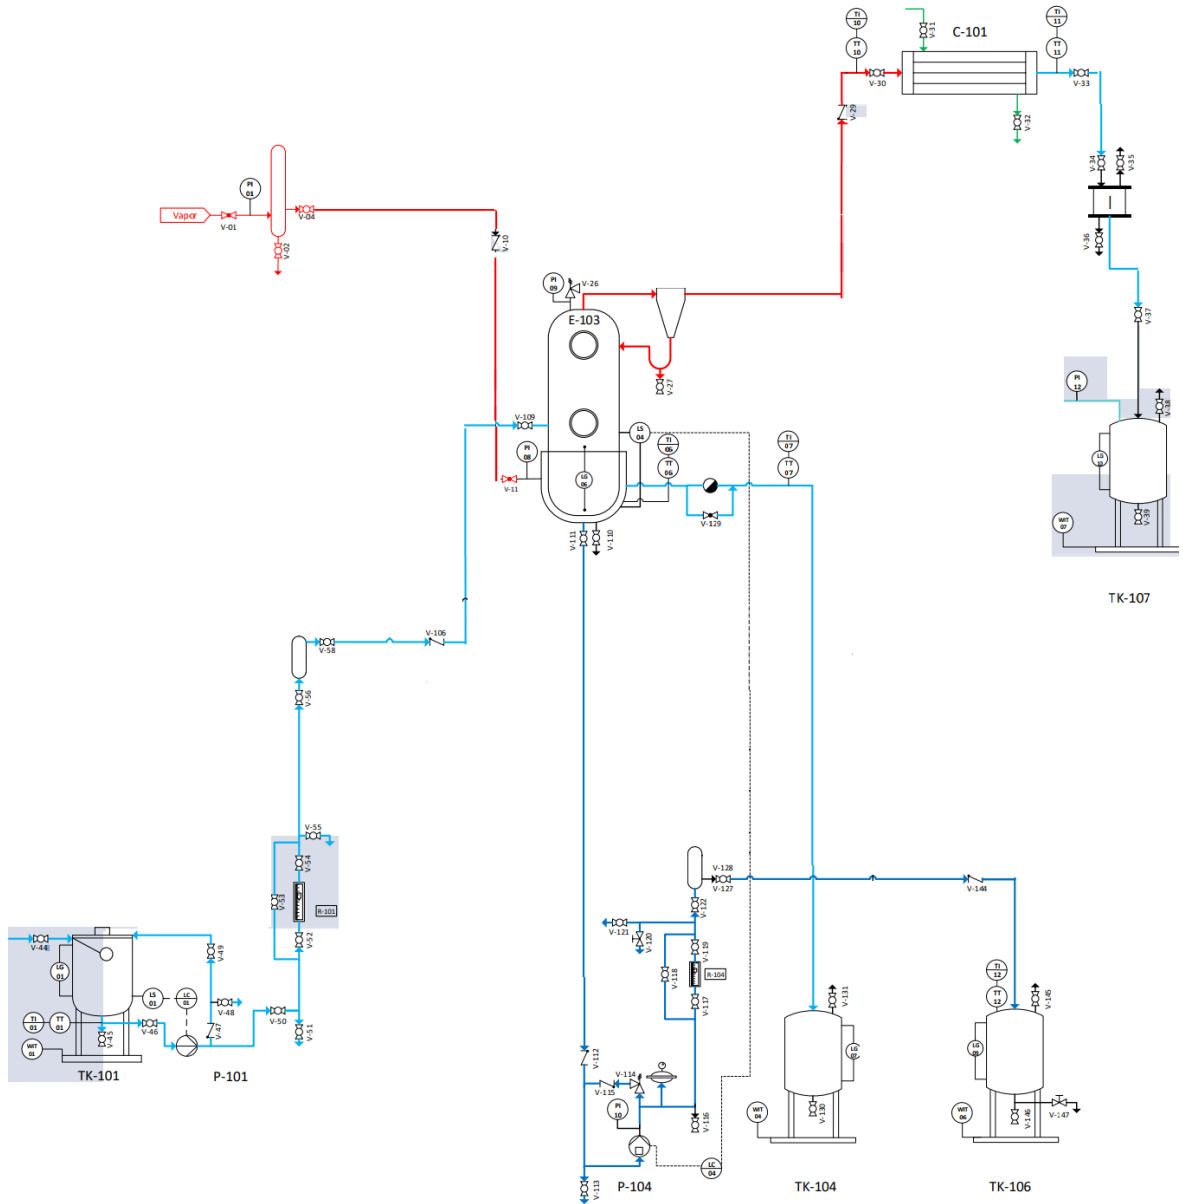 TI
10
TT
10
V-30
V-31
C-101
TI
11
TT
11
V-33
V-29
V-32
V-34
V-35
V-36
PI
01
Vapor
V-01
V-04
V-02
V-10
PI
09
V-26
E-103
V-27
V-37
PI
12
V-38
LG
10
V-39
WIT
07
TK-107
V-109
PI
08
V-11
LG
06
LS
04
TI
06
TT
06
TI
07
TT
07
V-129
V-111
V-110
V-58
V-106
V-56
V-55
V-54
V-53
R-101
V-52
V-44
LG
01
LS
01
LC
01
V-49
V-48
V-47
V-50
V-51
TI
01
TT
01
V-45
V-46
WIT
01
TK-101
P-101
V-128
V-127
V-144
V-122
V-121
V-120
V-119
V-118
R-104
V-117
V-112
V-114
V-115
PI
10
V-116
V-113
P-104
LC
04
V-131
LG
V-130
WIT
04
TK-104
TI
12
TT
12
V-145
LG
V-146
V-147
WIT
06
TK-106